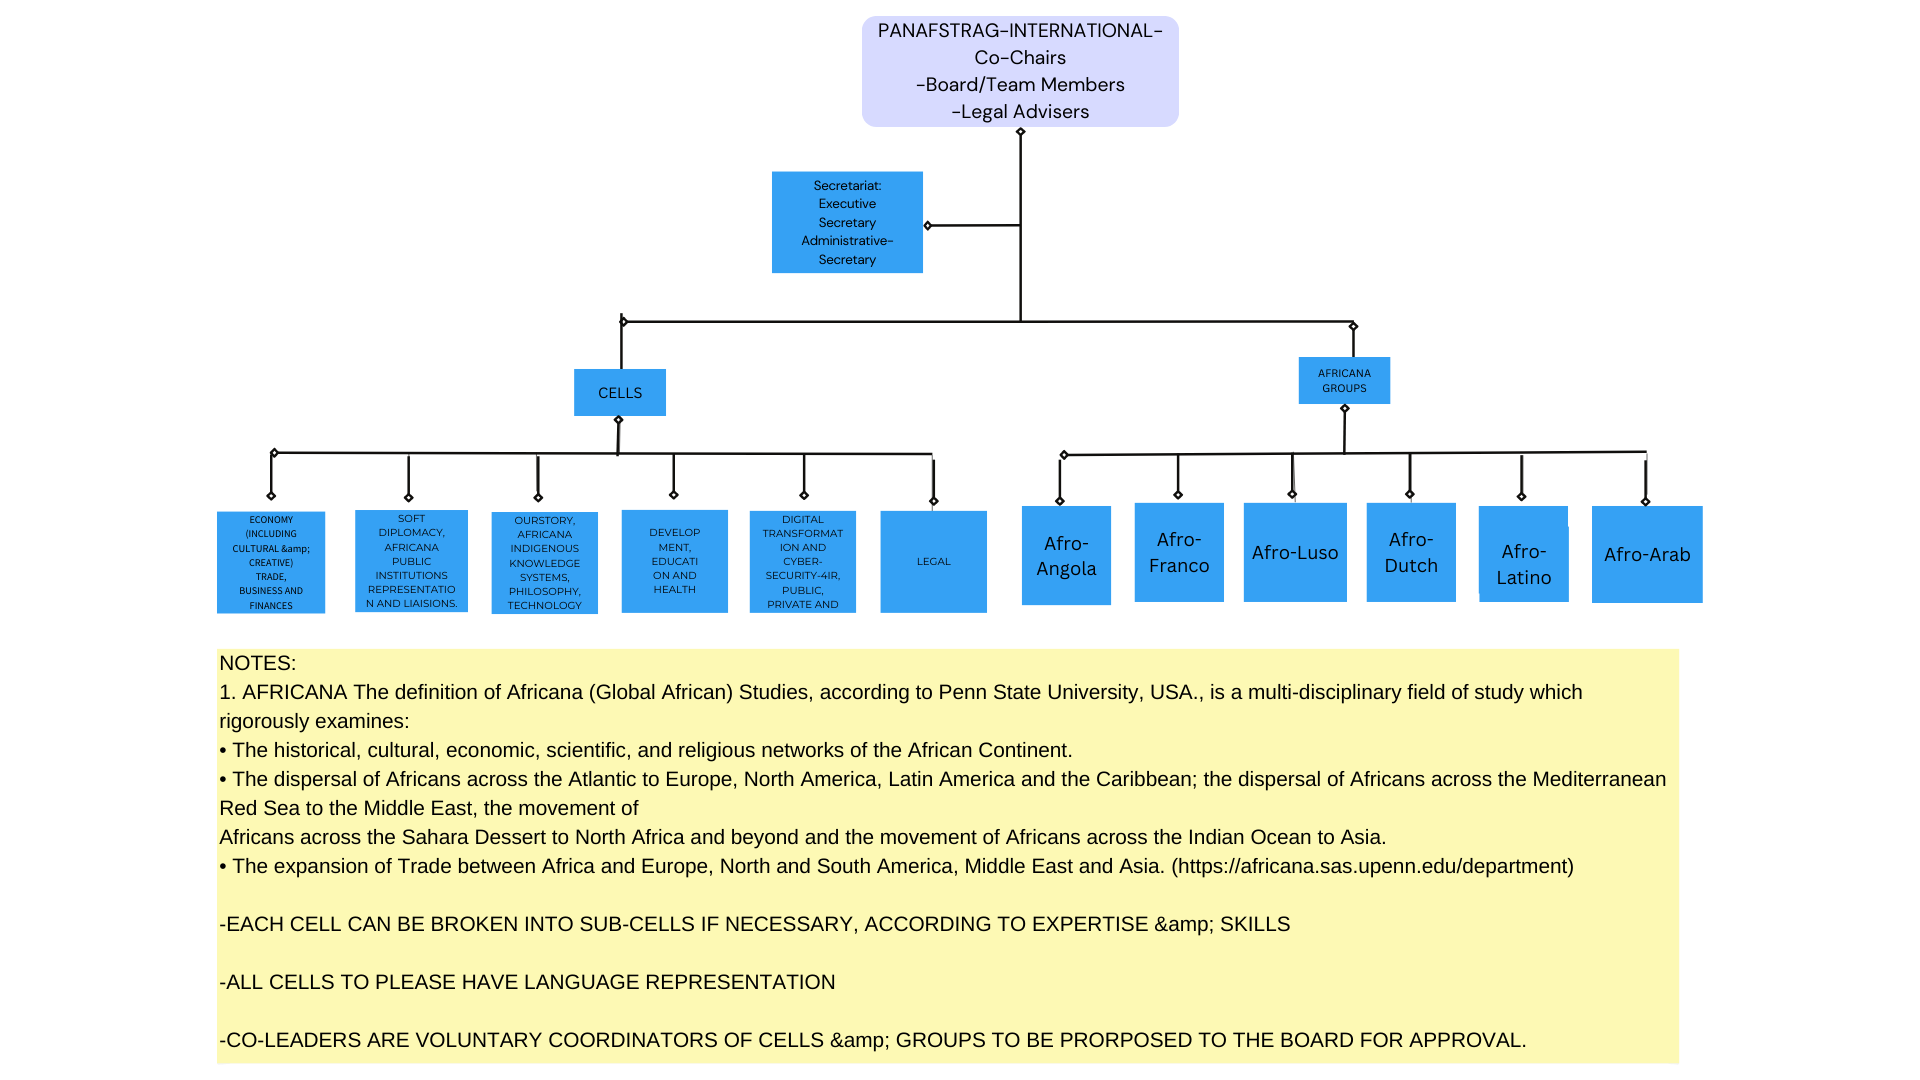 PANAFSTRAG-INTERNATIONAL-
Co-Chairs
-Board/Team Members
-Legal Advisers
Secretariat:
Executive
Secretary
Administrative-
Secretary
CELLS
AFRICANA
GROUPS
ECONOMY
(INCLUDING
CULTURAL &amp;
CREATIVE)
TRADE,
BUSINESS AND
FINANCES
SOFT
DIPLOMACY,
AFRICANA
PUBLIC
INSTITUTIONS
REPRESENTATIO
N AND LIAISIONS.
OURSTORY,
AFRICANA
INDIGENOUS
KNOWLEDGE
SYSTEMS,
PHILOSOPHY,
TECHNOLOGY
DEVELOP
MENT,
EDUCATI
ON AND
HEALTH
DIGITAL
TRANSFORMAT
ION AND
CYBER-
SECURITY-4IR,
PUBLIC,
PRIVATE AND
LEGAL
Afro-
Angola
Afro-
Franco
Afro-Luso
Afro-
Dutch
Afro-
Latino
Afro-Arab
NOTES:
1. AFRICANA The definition of Africana (Global African) Studies, according to Penn State University, USA., is a multi-disciplinary field of study which
rigorously examines:
• The historical, cultural, economic, scientific, and religious networks of the African Continent.
• The dispersal of Africans across the Atlantic to Europe, North America, Latin America and the Caribbean; the dispersal of Africans across the Mediterranean
Red Sea to the Middle East, the movement of
Africans across the Sahara Dessert to North Africa and beyond and the movement of Africans across the Indian Ocean to Asia.
• The expansion of Trade between Africa and Europe, North and South America, Middle East and Asia. (https://africana.sas.upenn.edu/department)
-EACH CELL CAN BE BROKEN INTO SUB-CELLS IF NECESSARY, ACCORDING TO EXPERTISE &amp; SKILLS
-ALL CELLS TO PLEASE HAVE LANGUAGE REPRESENTATION
-CO-LEADERS ARE VOLUNTARY COORDINATORS OF CELLS &amp; GROUPS TO BE PRORPOSED TO THE BOARD FOR APPROVAL.